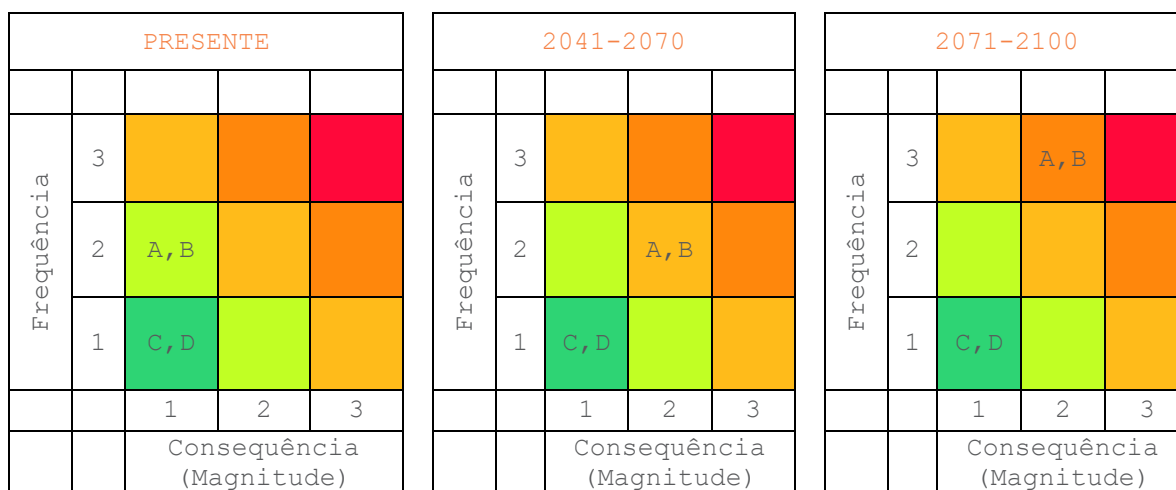 PRESENTE
Frequência
3
2
A,B
1
C,D
1 2 3
Consequência
(Magnitude)
2041-2070
Frequência
3
2
A,B
1
C,D
1 2 3
Consequência
(Magnitude)
2071-2100
Frequência
3
A,B
2
1
C,D
1 2 3
Consequência
(Magnitude)